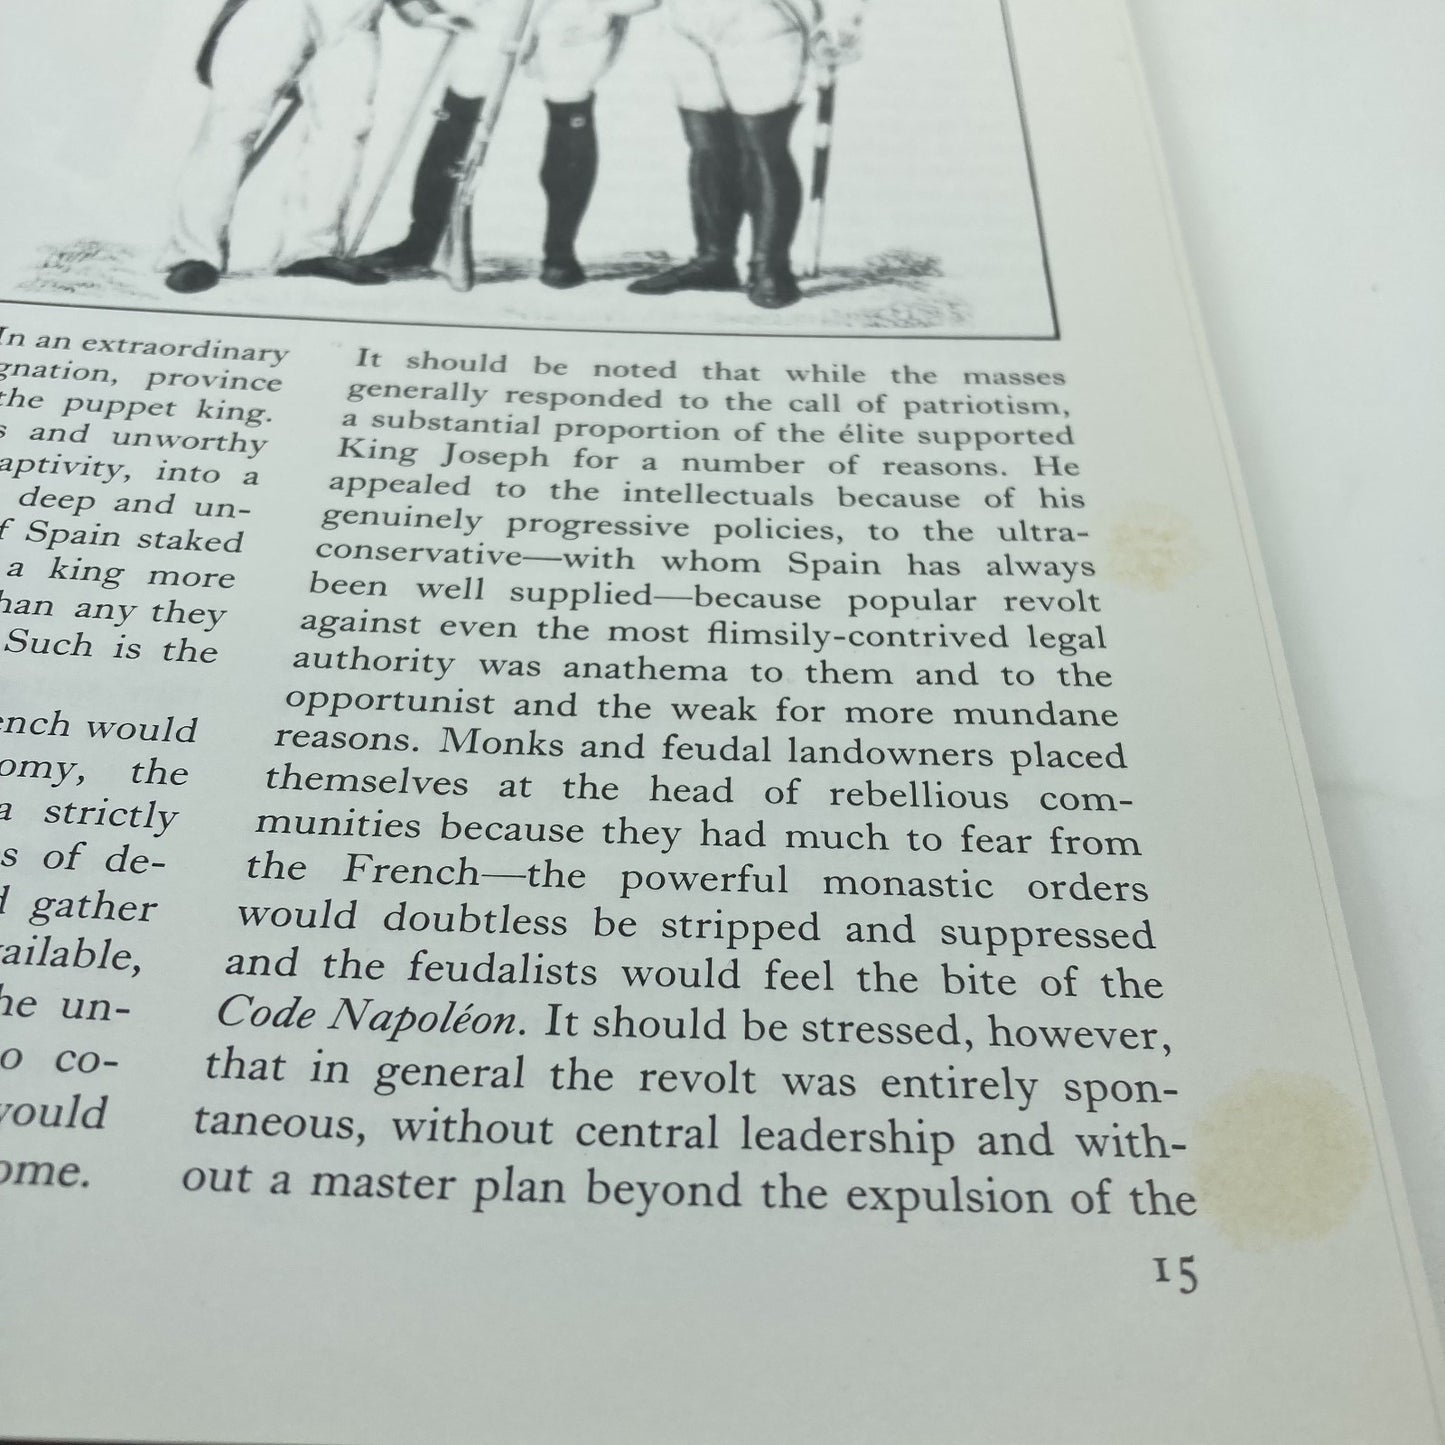 In an extraordinary
province
the puppet king.
and unworthy
into a
deep and un-
Spain staked
a king more
any they
Such is the
would
the
a strictly
of de-
gather
un-
co-
It should be noted that while the masses
generally responded to the call of patriotism,
a substantial proportion of the élite supported
King Joseph for a number of reasons. He
appealed to the intellectuals because of his
genuinely progressive policies, to the ultra-
conservative—with whom Spain has always
been well supplied—because popular revolt
against even the most flimsily-contrived legal
authority was anathema to them and to the
opportunist and the weak for more mundane
reasons. Monks and feudal landowners placed
themselves at the head of rebellious com-
munities because they had much to fear from
the French—the powerful monastic orders
would doubtless be stripped and suppressed
and the feudalists would feel the bite of the
Code Napoléon. It should be stressed, however,
that in general the revolt was entirely spon-
taneous, without central leadership and with-
out a master plan beyond the expulsion of the
15